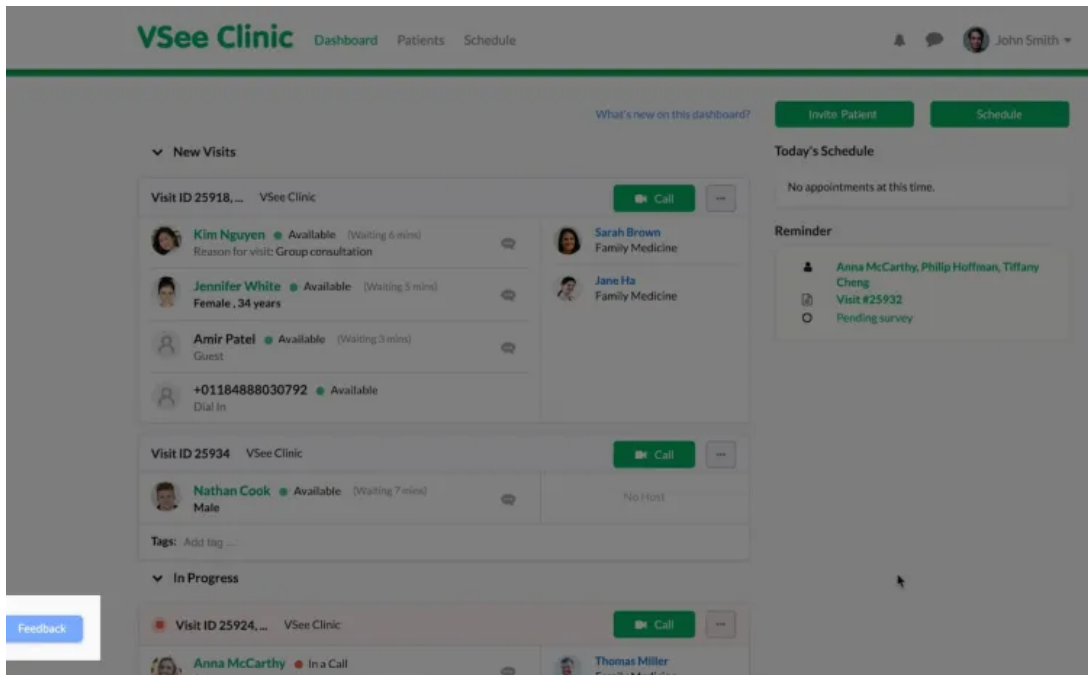 VSee Clinic Dashboard Patients Schedule John Smith
What's new on this dashboard? Invite Patient Schedule
New Visits
Today's Schedule
Visit ID 25918, ... VSee Clinic Call ...
No appointments at this time.
Kim Nguyen Available (Waiting 6 mins)
Reason for visit: Group consultation
Sarah Brown
Family Medicine
Reminder
Anna McCarthy, Philip Hoffman, Tiffany
Cheng
Visit #25932
Pending survey
Jennifer White Available (Waiting 5 mins)
Female , 34 years
Jane Ha
Family Medicine
Amir Patel Available (Waiting 3 mins)
Guest
+01184888030792 Available
Dial In
Visit ID 25934 VSee Clinic Call ...
Nathan Cook Available (Waiting 7 mins)
Male
No Host
Tags: Add tag ...
In Progress
Feedback
Visit ID 25924, ... VSee Clinic Call ...
Anna McCarthy In a Call
Thomas Miller
Family Medicine